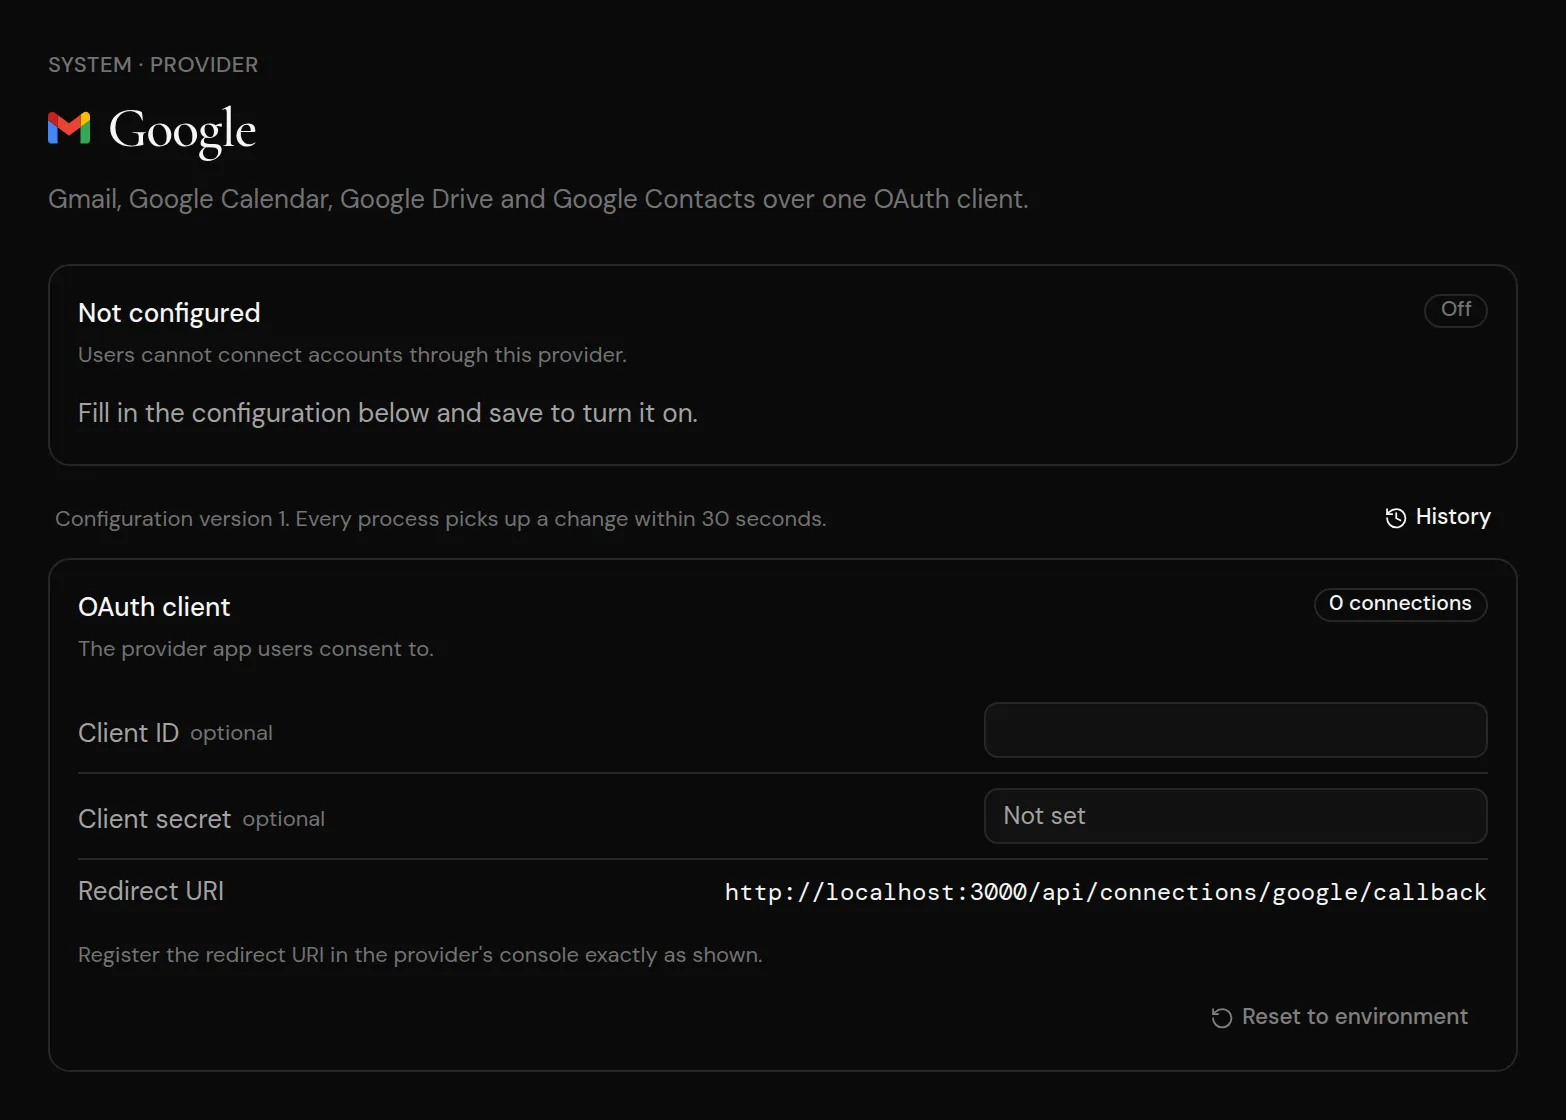 SYSTEM · PROVIDER
Google
Gmail, Google Calendar, Google Drive and Google Contacts over one OAuth client.
Not configured
Off
Users cannot connect accounts through this provider.
Fill in the configuration below and save to turn it on.
Configuration version 1. Every process picks up a change within 30 seconds.
History
OAuth client
0 connections
The provider app users consent to.
Client ID optional
Client secret optional
Not set
Redirect URI
http://localhost:3000/api/connections/google/callback
Register the redirect URI in the provider's console exactly as shown.
Reset to environment